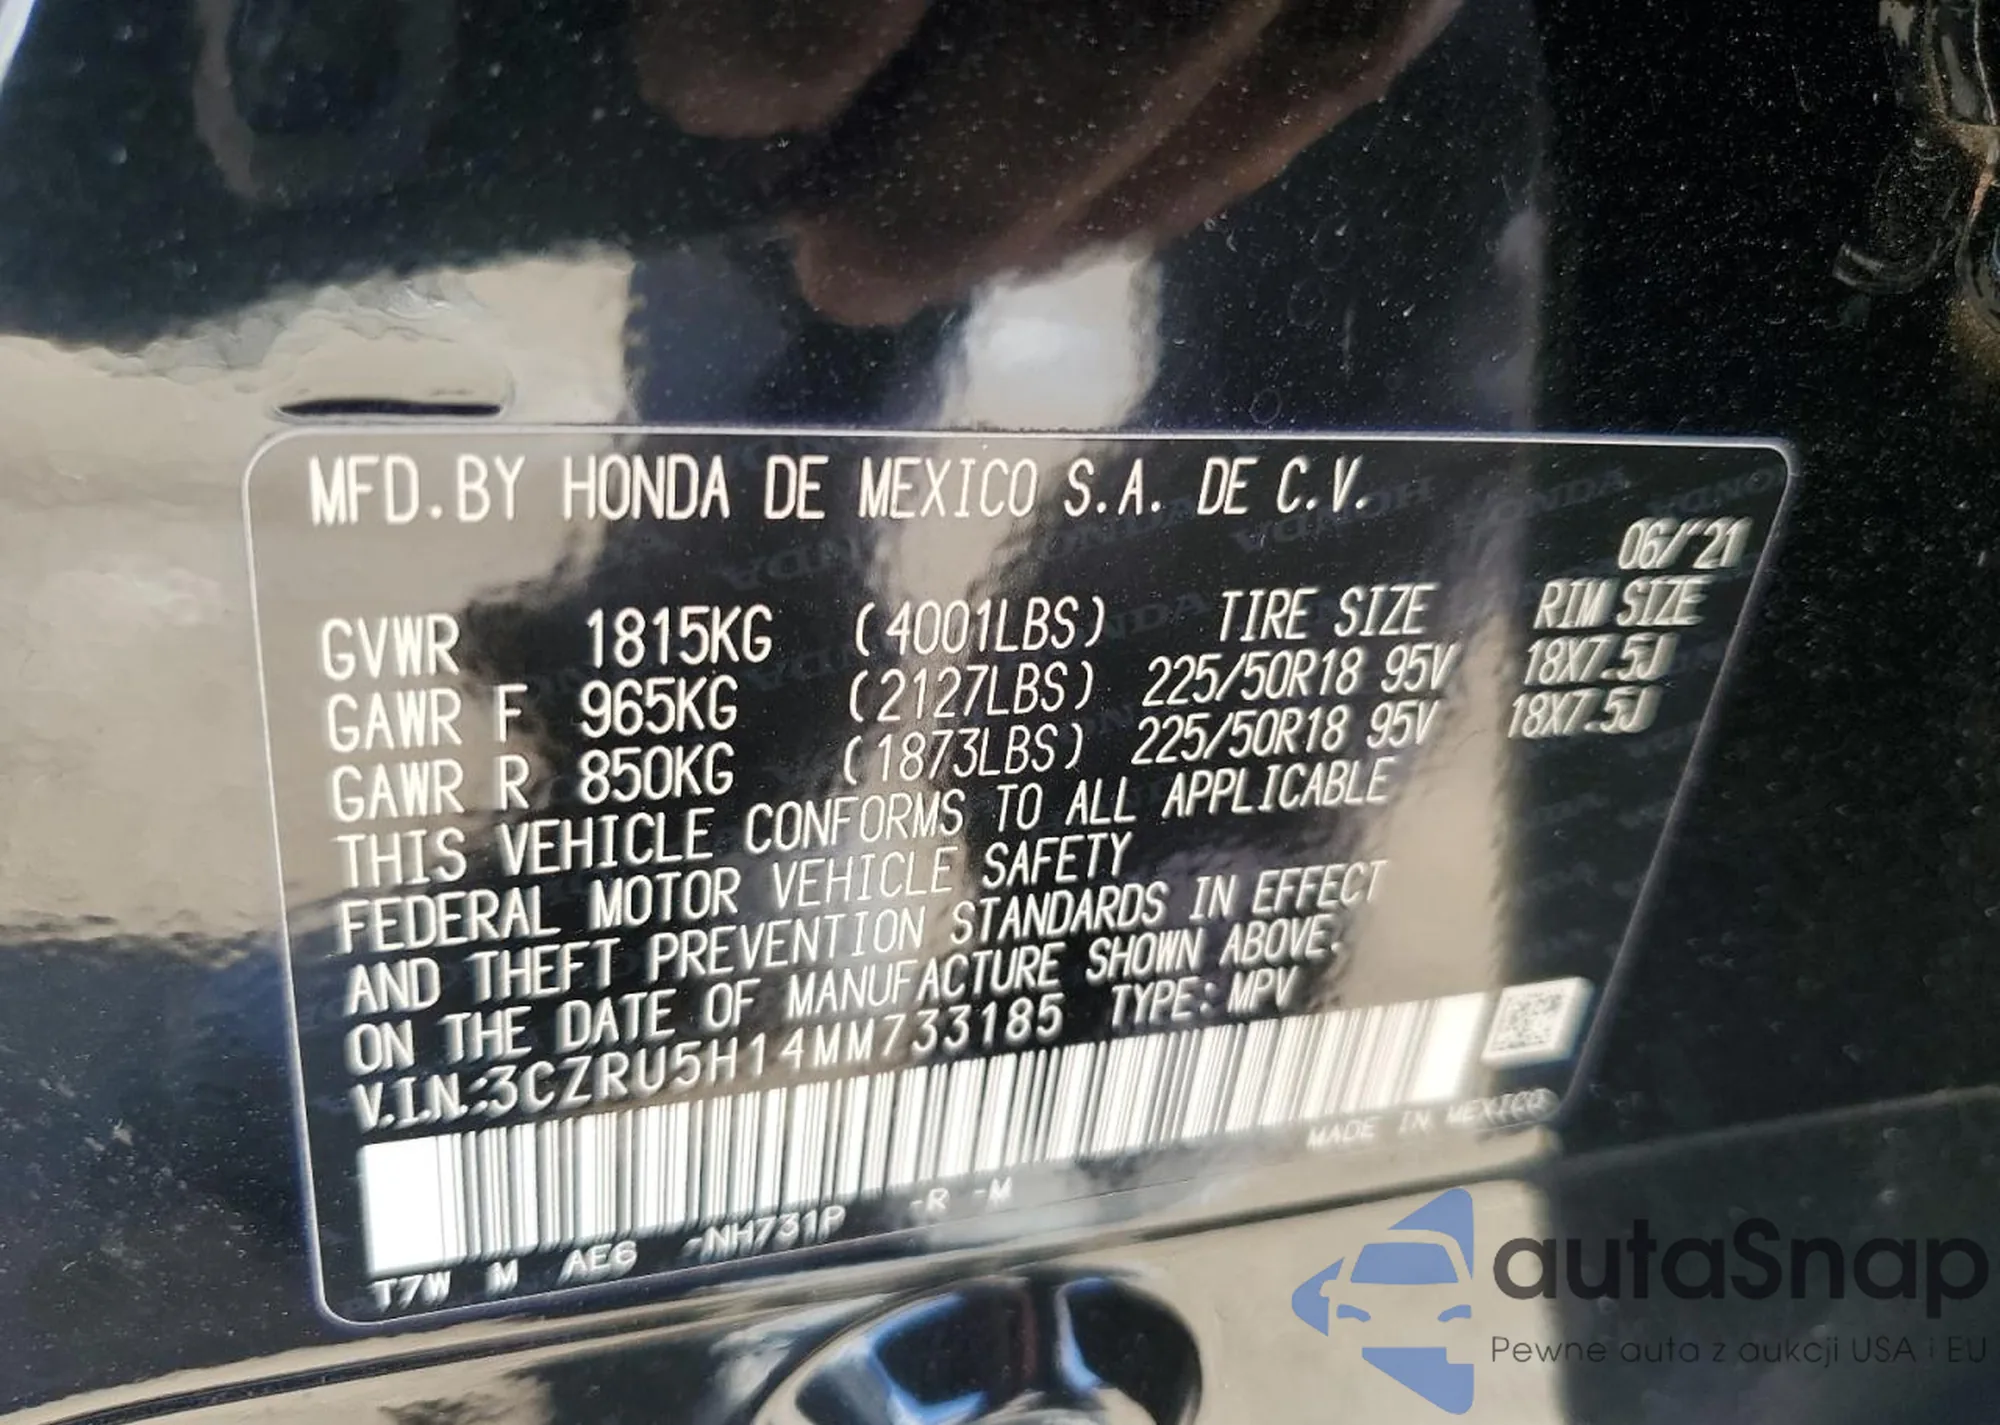 MFD.BY HONDA DE MEXICO S.A. DE C.V.
06/'21
GVWR 1815KG (4001LBS) TIRE SIZE RIM SIZE
GAWR F 965KG (2127LBS) 225/50R18 95V 18X7.5J
GAWR R 850KG (1873LBS) 225/50R18 95V 18X7.5J
THIS VEHICLE CONFORMS TO ALL APPLICABLE
FEDERAL MOTOR VEHICLE SAFETY
AND THEFT PREVENTION STANDARDS IN EFFECT
ON THE DATE OF MANUFACTURE SHOWN ABOVE.
V.I.N.:3CZRU5H14MM733185 TYPE: MPV
MADE IN MEXICO
T7W M AE6 -NH731P -R -M
autaSnap
Pewne auta z aukcji USA i EU